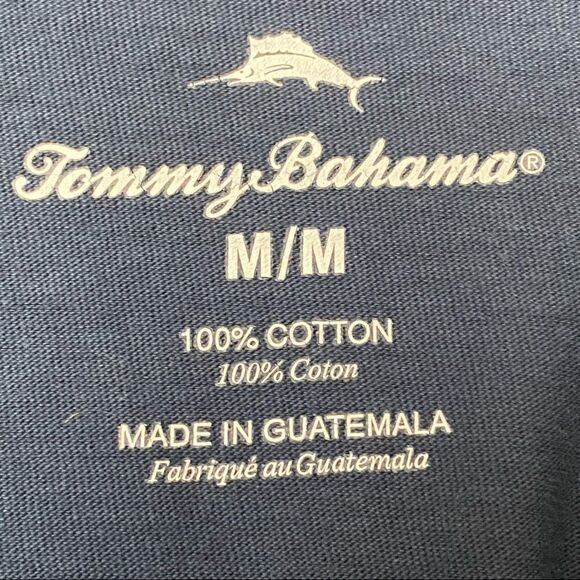 Tommy Bahama®
M/M
100% COTTON
100% Coton
MADE IN GUATEMALA
Fabriqué au Guatemala